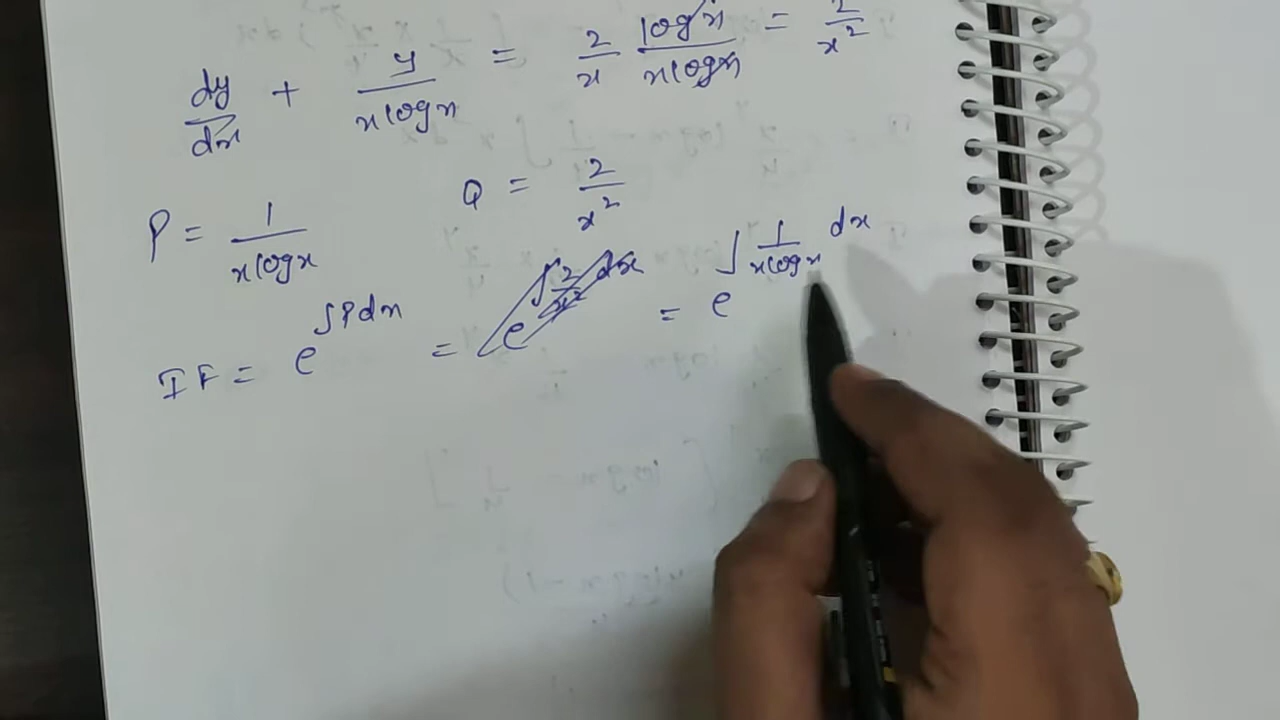 dy/dx + y/(x log x) = 2/x log x/(x log x) = 2/x²
P = 1/(x log x) Q = 2/x²
IF = e^∫Pdx = e^∫2/x² dx = e^∫1/(x log x) dx